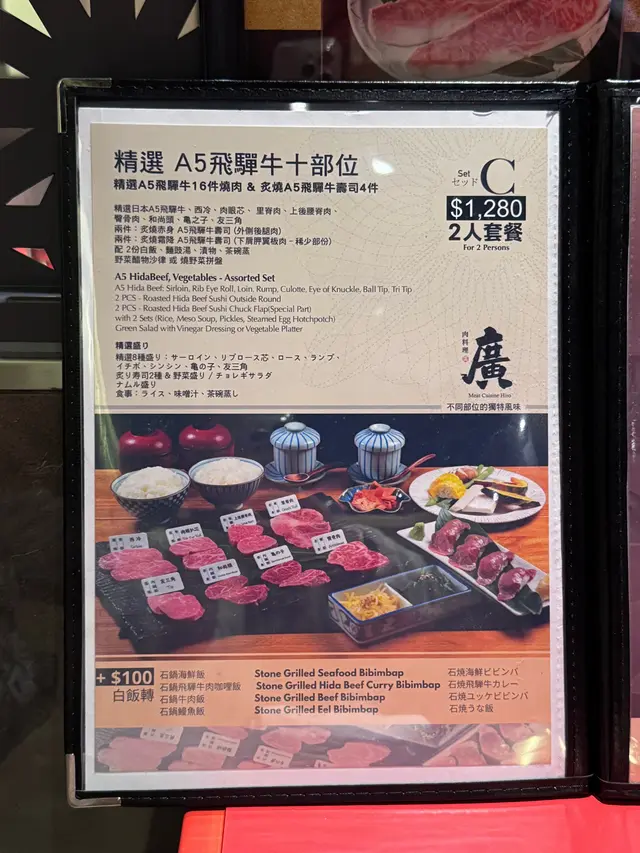 精選 A5飛驒牛十部位
精選A5飛驒牛16件燒肉 & 炙燒A5飛驒牛壽司4件
Set
セット
C
$1,280
2人套餐
For 2 Persons
精選日本A5飛驒牛、西冷、肉眼芯、里脊肉、上後腰脊肉、
臀骨肉、和尚頭、亀之子、友三角
兩件：炙燒赤身 A5飛驒牛壽司 (外側後腿肉)
兩件：炙燒霜降 A5飛驒牛壽司 (下肩胛翼板肉 - 稀少部份)
配 2份白飯、麵豉湯、漬物、茶碗蒸
野菜醋物沙律 或 燒野菜拼盤
A5 HidaBeef, Vegetables - Assorted Set
A5 Hida Beef: Sirloin, Rib Eye Roll, Loin, Rump, Culotte, Eye of Knuckle, Ball Tip, Tri Tip
2 PCS - Roasted Hida Beef Sushi Outside Round
2 PCS - Roasted Hida Beef Sushi Chuck Flap(Special Part)
with 2 Sets (Rice, Meso Soup, Pickles, Steamed Egg Hotchpotch)
Green Salad with Vinegar Dressing or Vegetable Platter
精選盛り
精選8種盛り：サーロイン、リブロース芯、ロース、ランプ、
イチボ、シンシン、亀の子、友三角
炙り寿司2種 & 野菜盛り / チョレギサラダ
ナムル盛り
食事：ライス、味噌汁、茶碗蒸し
肉料理
廣
Meat Cuisine Hiro
不同部位的獨特風味
西冷
友三角
和尚頭
亀の子
+ $100
白飯轉
石鍋海鮮飯
石鍋飛驒牛肉咖哩飯
石鍋牛肉飯
石鍋鰻魚飯
Stone Grilled Seafood Bibimbap
Stone Grilled Hida Beef Curry Bibimbap
Stone Grilled Beef Bibimbap
Stone Grilled Eel Bibimbap
石焼海鮮ビビンバ
石焼飛騨牛カレー
石焼ユッケビビンバ
石焼うな飯